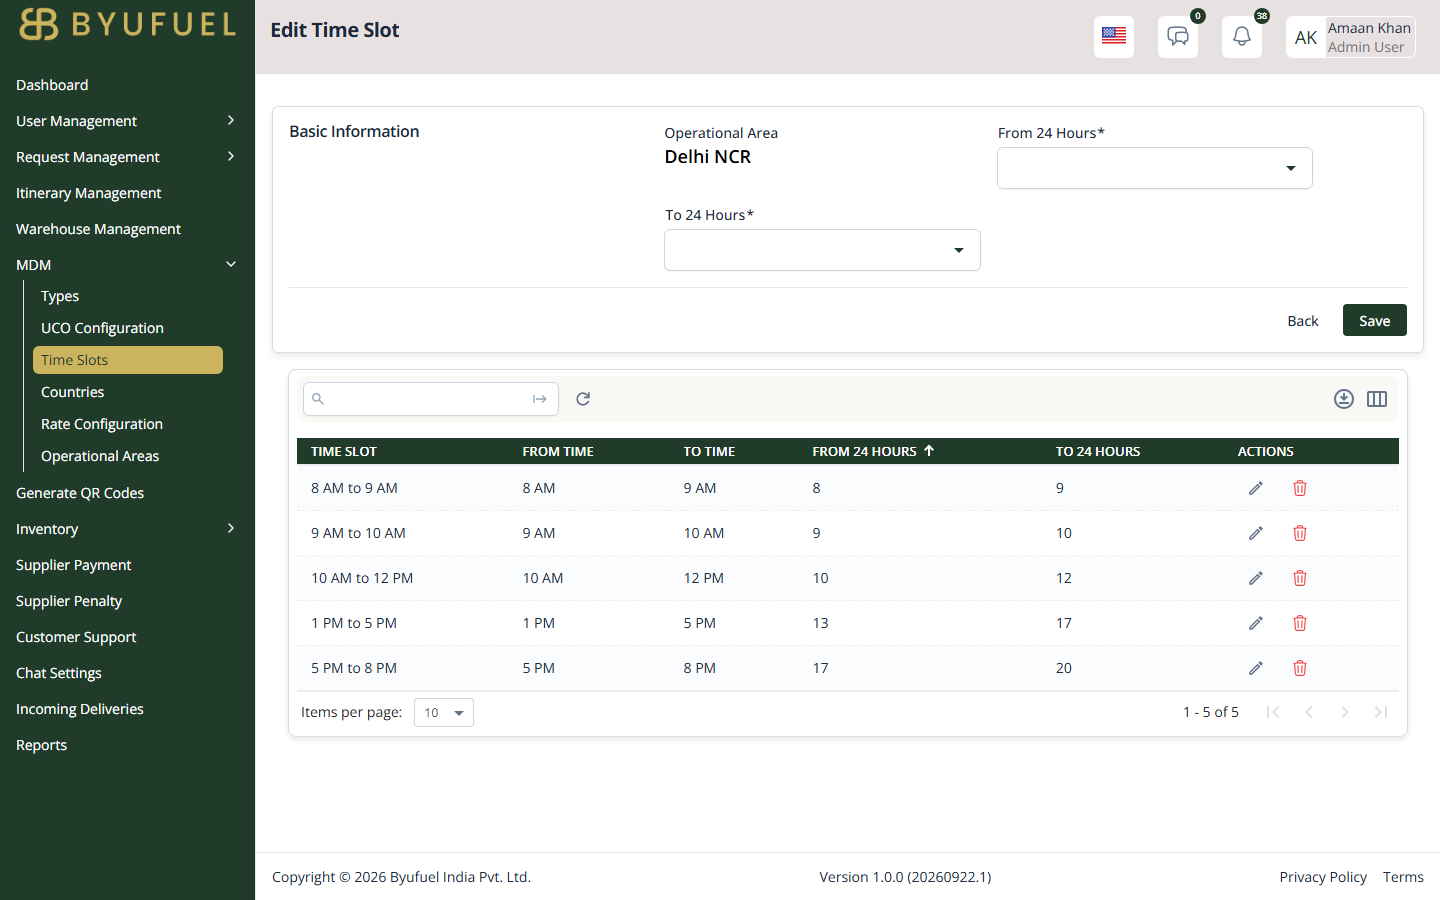 BYUFUEL
Edit Time Slot
0
38
AK
Amaan Khan
Admin User
Dashboard
User Management
Request Management
Itinerary Management
Warehouse Management
MDM
Types
UCO Configuration
Time Slots
Countries
Rate Configuration
Operational Areas
Generate QR Codes
Inventory
Supplier Payment
Supplier Penalty
Customer Support
Chat Settings
Incoming Deliveries
Reports
Basic Information
Operational Area
Delhi NCR
From 24 Hours*
To 24 Hours*
Back Save
TIME SLOT FROM TIME TO TIME FROM 24 HOURS TO 24 HOURS ACTIONS
8 AM to 9 AM 8 AM 9 AM 8 9
9 AM to 10 AM 9 AM 10 AM 9 10
10 AM to 12 PM 10 AM 12 PM 10 12
1 PM to 5 PM 1 PM 5 PM 13 17
5 PM to 8 PM 5 PM 8 PM 17 20
Items per page: 10 1 - 5 of 5
Copyright © 2026 Byufuel India Pvt. Ltd. Version 1.0.0 (20260922.1) Privacy Policy Terms